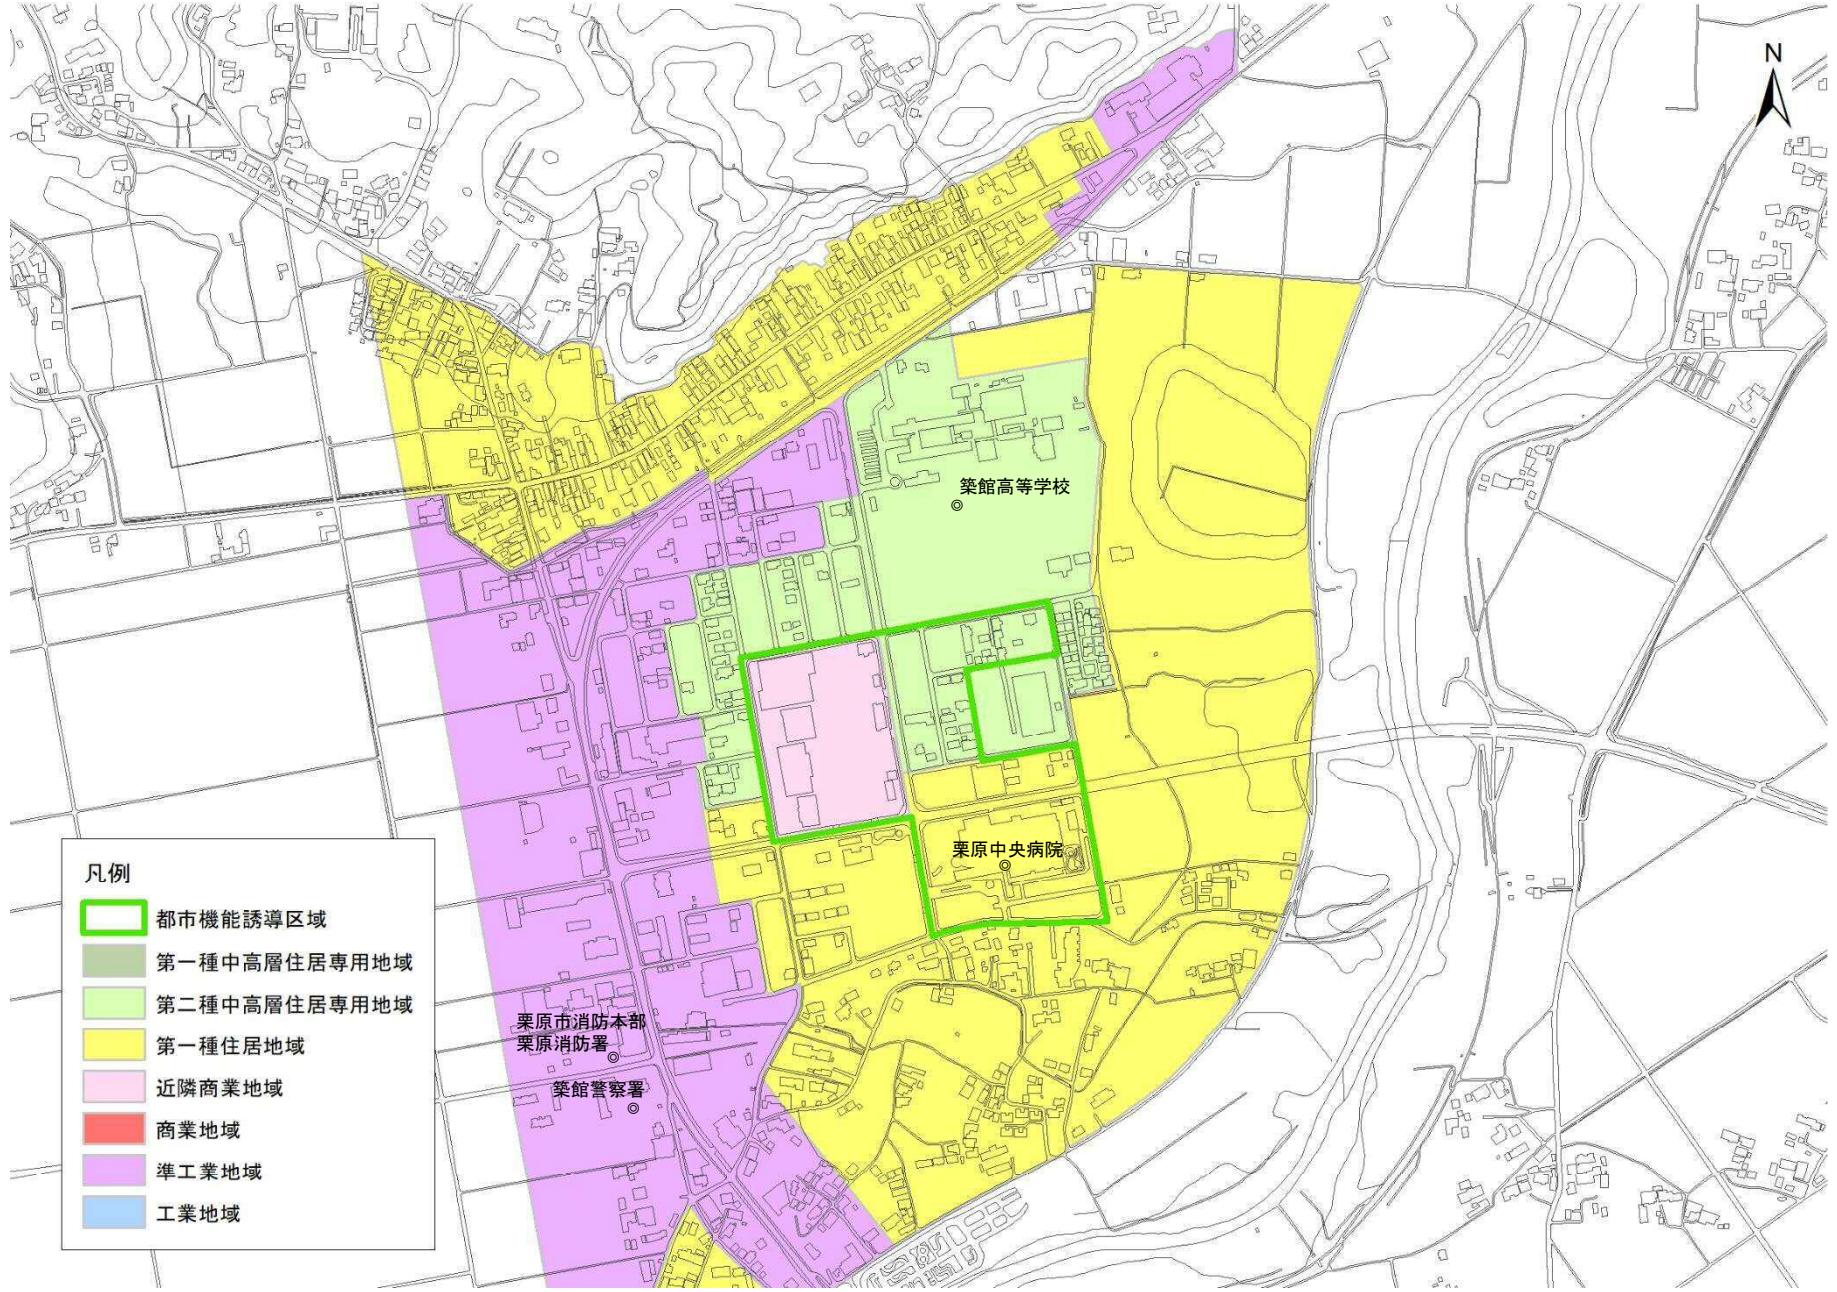 N
築館高等学校
栗原中央病院
栗原市消防本部
栗原消防署
築館警察署
凡例
都市機能誘導区域
第一種中高層住居専用地域
第二種中高層住居専用地域
第一種住居地域
近隣商業地域
商業地域
準工業地域
工業地域